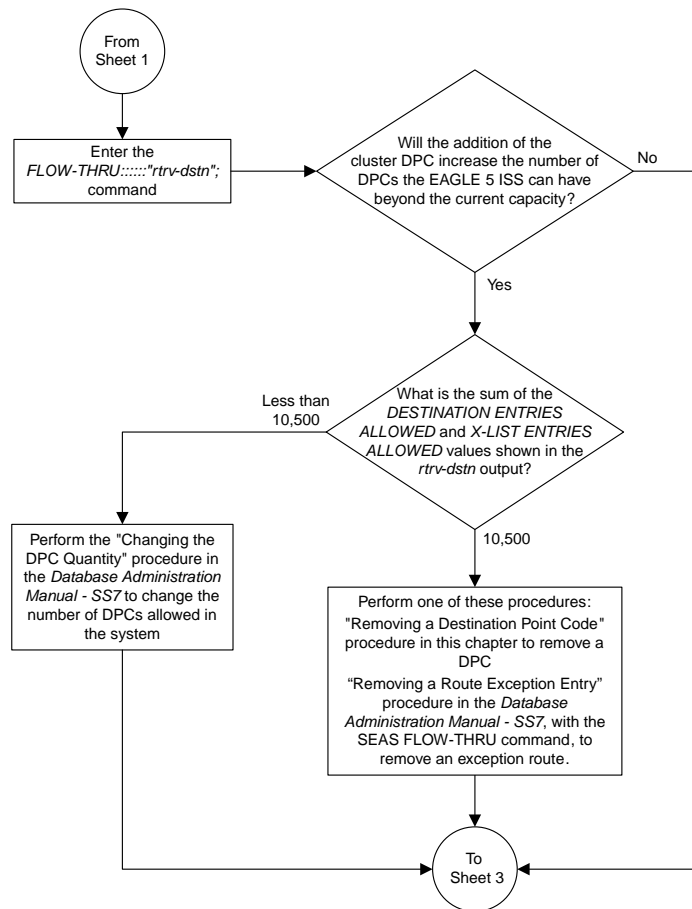 From
Sheet 1
Enter the
FLOW-THRU::::::"rtrv-dstn";
command
Will the addition of the
cluster DPC increase the number of
DPCs the EAGLE 5 ISS can have
beyond the current capacity?
No
Yes
What is the sum of the
DESTINATION ENTRIES
ALLOWED and X-LIST ENTRIES
ALLOWED values shown in the
rtrv-dstn output?
Less than
10,500
10,500
Perform the "Changing the
DPC Quantity" procedure in
the Database Administration
Manual - SS7 to change the
number of DPCs allowed in
the system
Perform one of these procedures:
"Removing a Destination Point Code"
procedure in this chapter to remove a
DPC
“Removing a Route Exception Entry”
procedure in the Database
Administration Manual - SS7, with the
SEAS FLOW-THRU command, to
remove an exception route.
To
Sheet 3